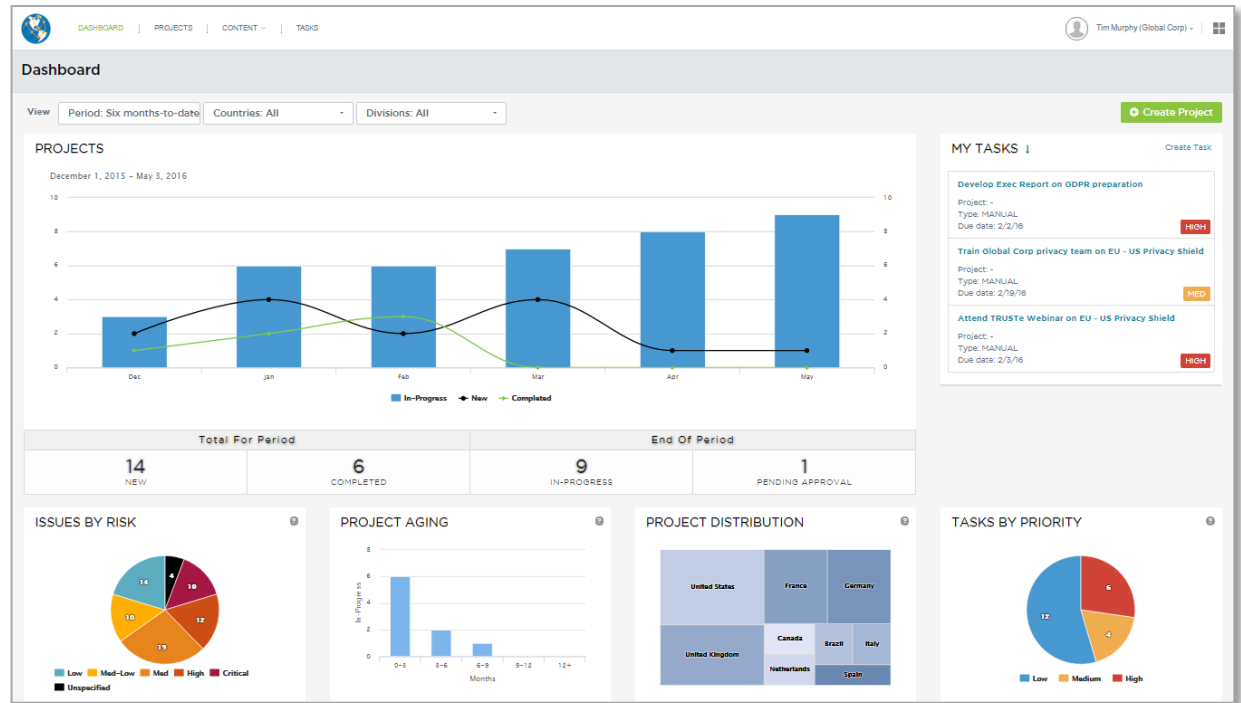 DASHBOARD
PROJECTS
CONTENT
TASKS
Tim Murphy (Global Corp)
Dashboard
View
Period: Six months-to-date
Countries: All
Divisions: All
Create Project
PROJECTS
December 1, 2015 – May 3, 2016
10
8
6
4
2
0
10
8
6
4
2
0
Dec
Jan
Feb
Mar
Apr
May
In-Progress
New
Completed
Total For Period
End Of Period
14
NEW
6
COMPLETED
9
IN-PROGRESS
1
PENDING APPROVAL
MY TASKS
Create Task
Develop Exec Report on GDPR preparation
Project: -
Type: MANUAL
Due date: 2/2/16
HIGH
Train Global Corp privacy team on EU - US Privacy Shield
Project: -
Type: MANUAL
Due date: 2/19/16
MED
Attend TRUSTe Webinar on EU - US Privacy Shield
Project: -
Type: MANUAL
Due date: 2/3/16
HIGH
ISSUES BY RISK
14
4
10
12
19
10
Low
Med-Low
Med
High
Critical
Unspecified
PROJECT AGING
8
6
4
2
0
In-Progress
0-3
3-6
6-9
9-12
12+
Months
PROJECT DISTRIBUTION
United States
France
Germany
United Kingdom
Canada
Brazil
Italy
Netherlands
Spain
TASKS BY PRIORITY
6
12
4
Low
Medium
High